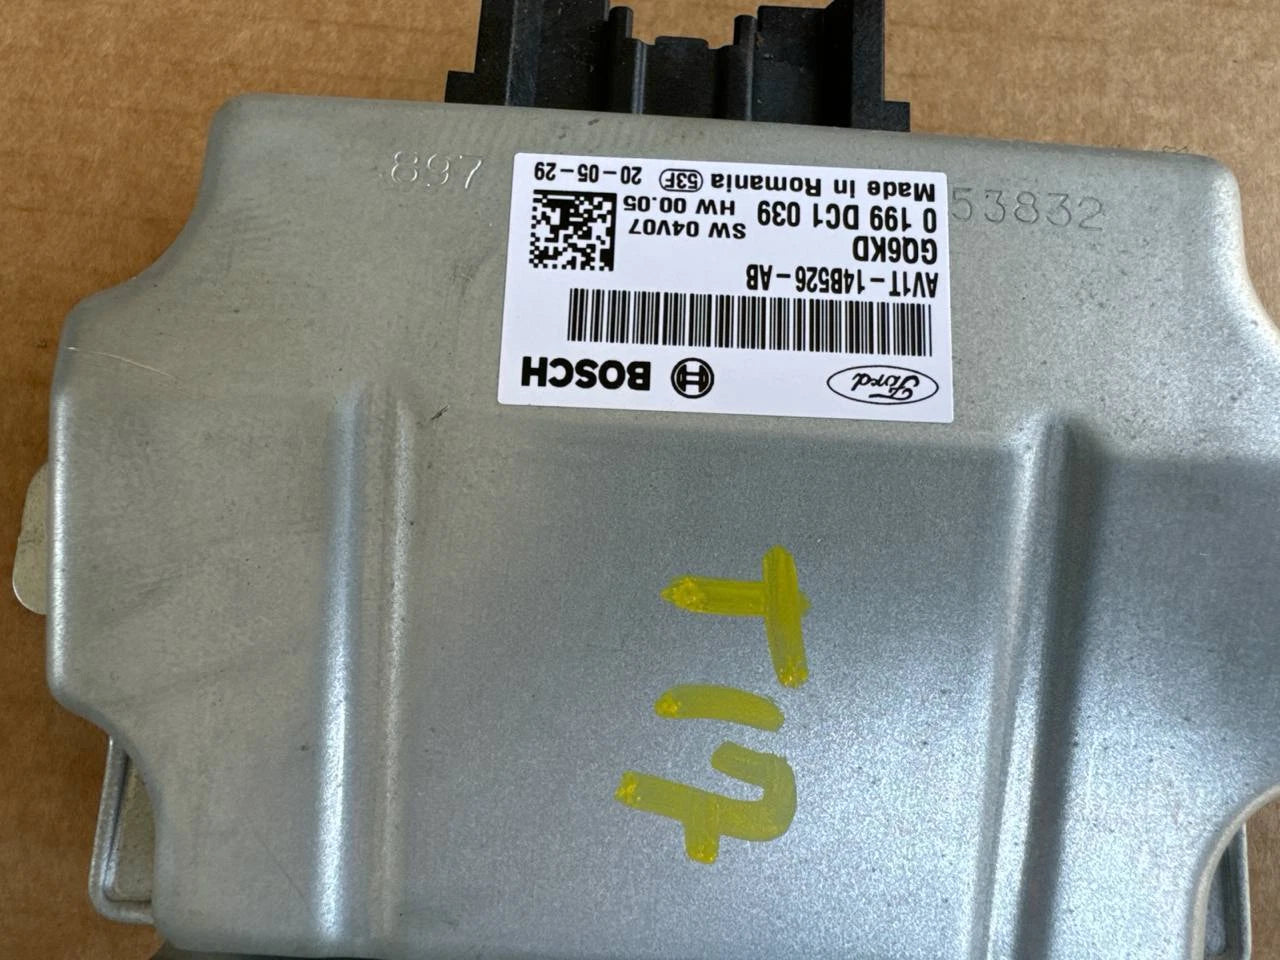 Ford BOSCH
AV1T-14B526-AB
GQ6KD
0 199 DC1 039
SW 04V07
HW 00.05
Made in Romania 53F 20-05-29
53832
897